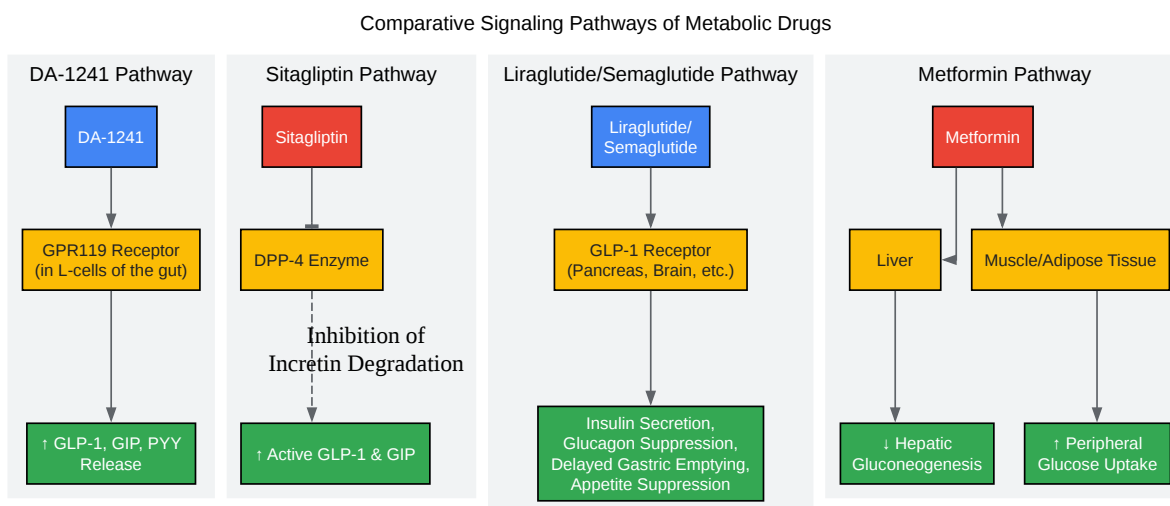 Comparative Signaling Pathways of Metabolic Drugs
DA-1241 Pathway
DA-1241
GPR119 Receptor
(in L-cells of the gut)
↑ GLP-1, GIP, PYY
Release
Sitagliptin Pathway
Sitagliptin
DPP-4 Enzyme
Inhibition of
Incretin Degradation
↑ Active GLP-1 & GIP
Liraglutide/Semaglutide Pathway
Liraglutide/
Semaglutide
GLP-1 Receptor
(Pancreas, Brain, etc.)
Insulin Secretion,
Glucagon Suppression,
Delayed Gastric Emptying,
Appetite Suppression
Metformin Pathway
Metformin
Liver
Muscle/Adipose Tissue
↓ Hepatic
Gluconeogenesis
↑ Peripheral
Glucose Uptake